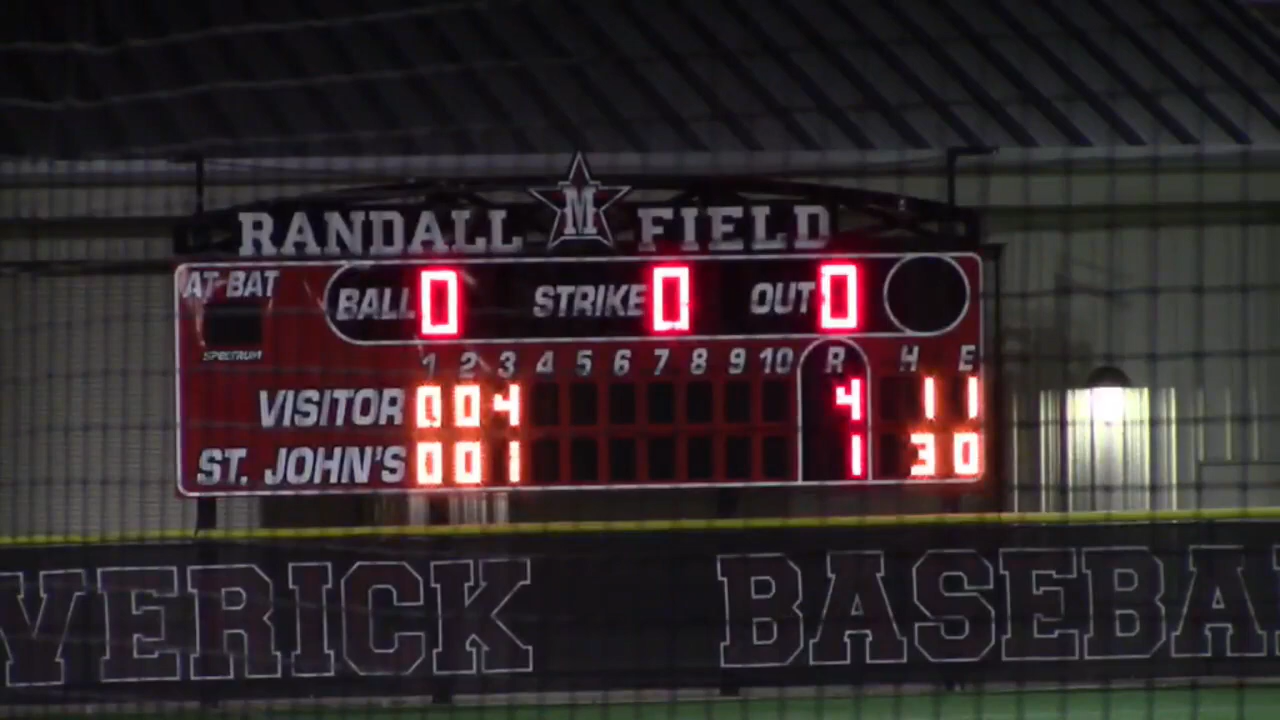 RANDALL M FIELD
AT-BAT
BALL 0 STRIKE 0 OUT 0
SPECTRUM
1 2 3 4 5 6 7 8 9 10 R H E
VISITOR 0 0 4 4 1 1
ST. JOHN'S 0 0 1 1 3 0
VERICK BASEBA